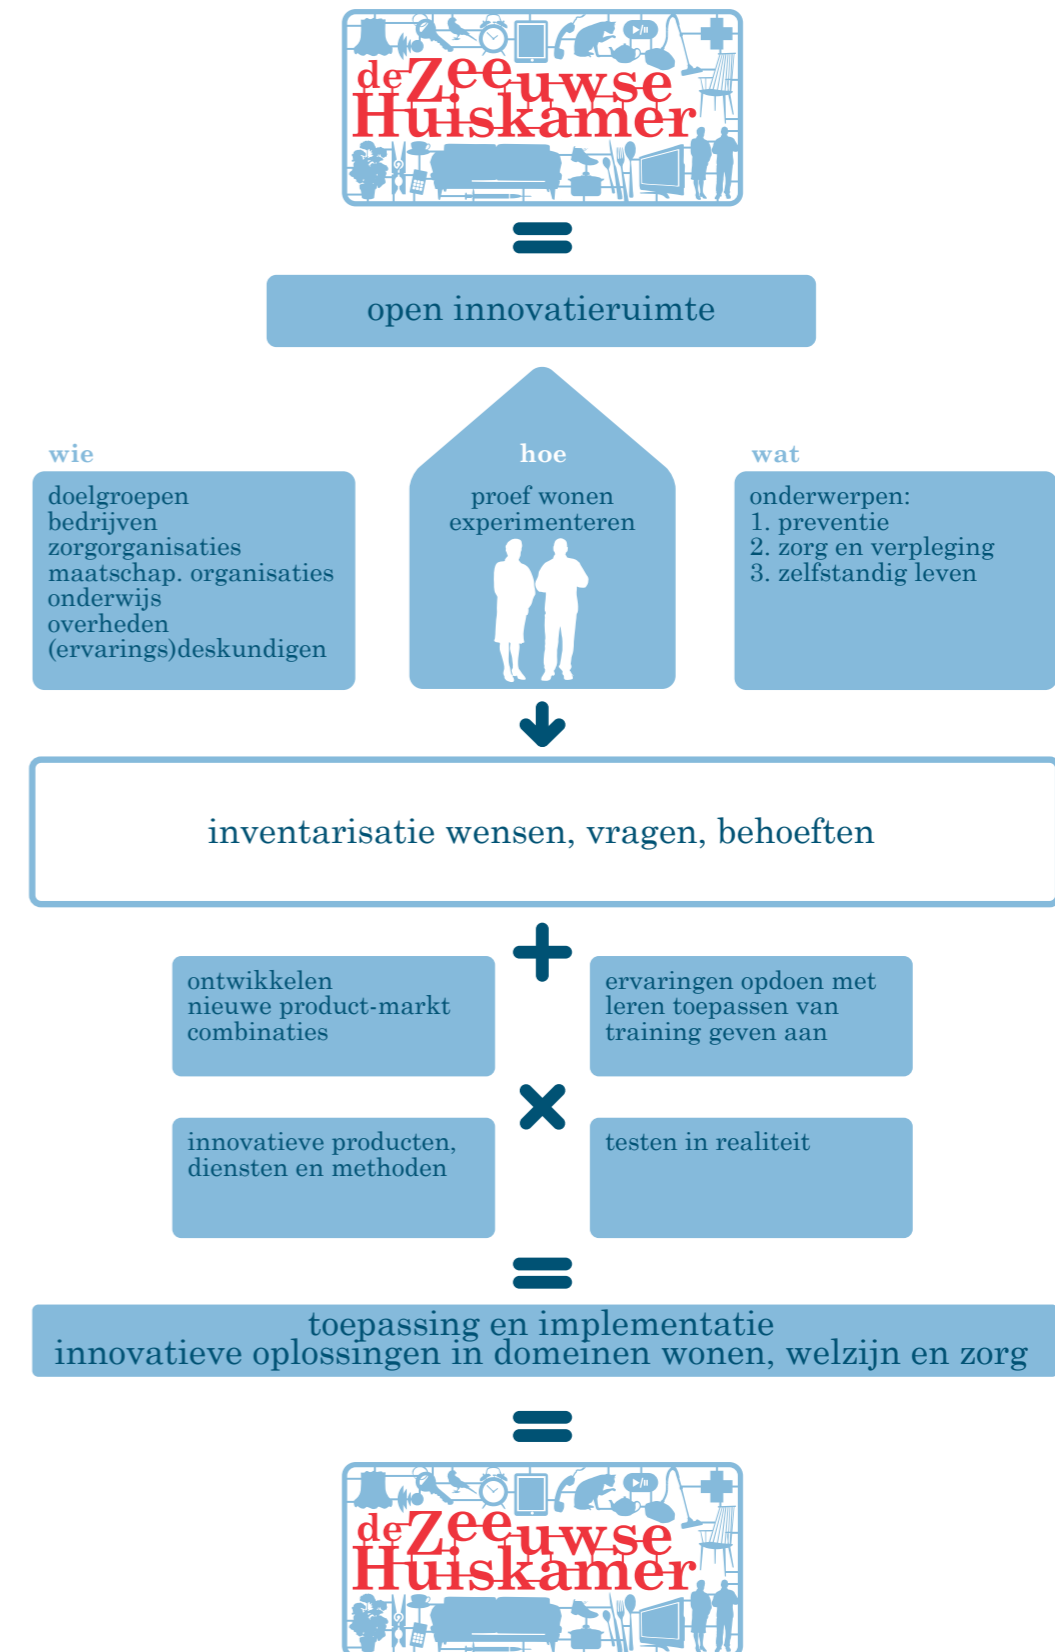 de Zeeuwse
Huiskamer
open innovatieruimte
wie
doelgroepen
bedrijven
zorgorganisaties
maatschap. organisaties
onderwijs
overheden
(ervarings)deskundigen
hoe
proef wonen
experimenteren
wat
onderwerpen:
1. preventie
2. zorg en verpleging
3. zelfstandig leven
inventarisatie wensen, vragen, behoeften
ontwikkelen
nieuwe product-markt
combinaties
ervaringen opdoen met
leren toepassen van
training geven aan
innovatieve producten,
diensten en methoden
testen in realiteit
toepassing en implementatie
innovatieve oplossingen in domeinen wonen, welzijn en zorg
de Zeeuwse
Huiskamer